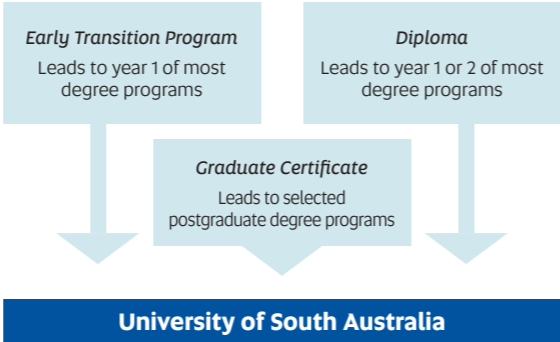 Early Transition Program
Leads to year 1 of most
degree programs
Diploma
Leads to year 1 or 2 of most
degree programs
Graduate Certificate
Leads to selected
postgraduate degree programs
University of South Australia